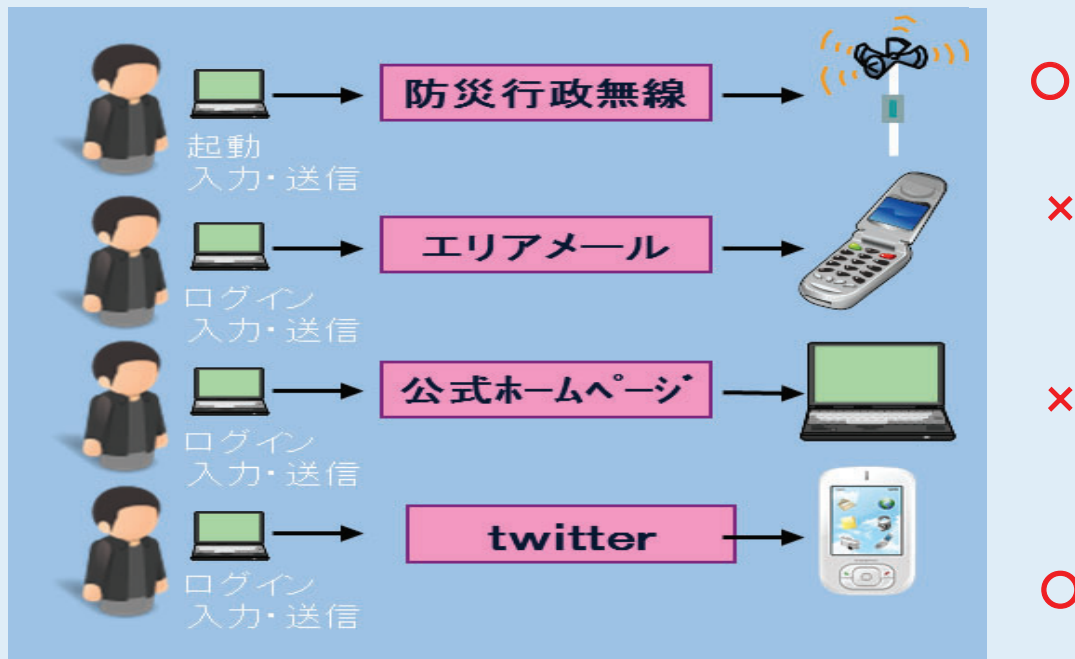 防災行政無線
起動
入力・送信
○
エリアメール
ログイン
入力・送信
×
公式ホームページ
ログイン
入力・送信
×
twitter
ログイン
入力・送信
○